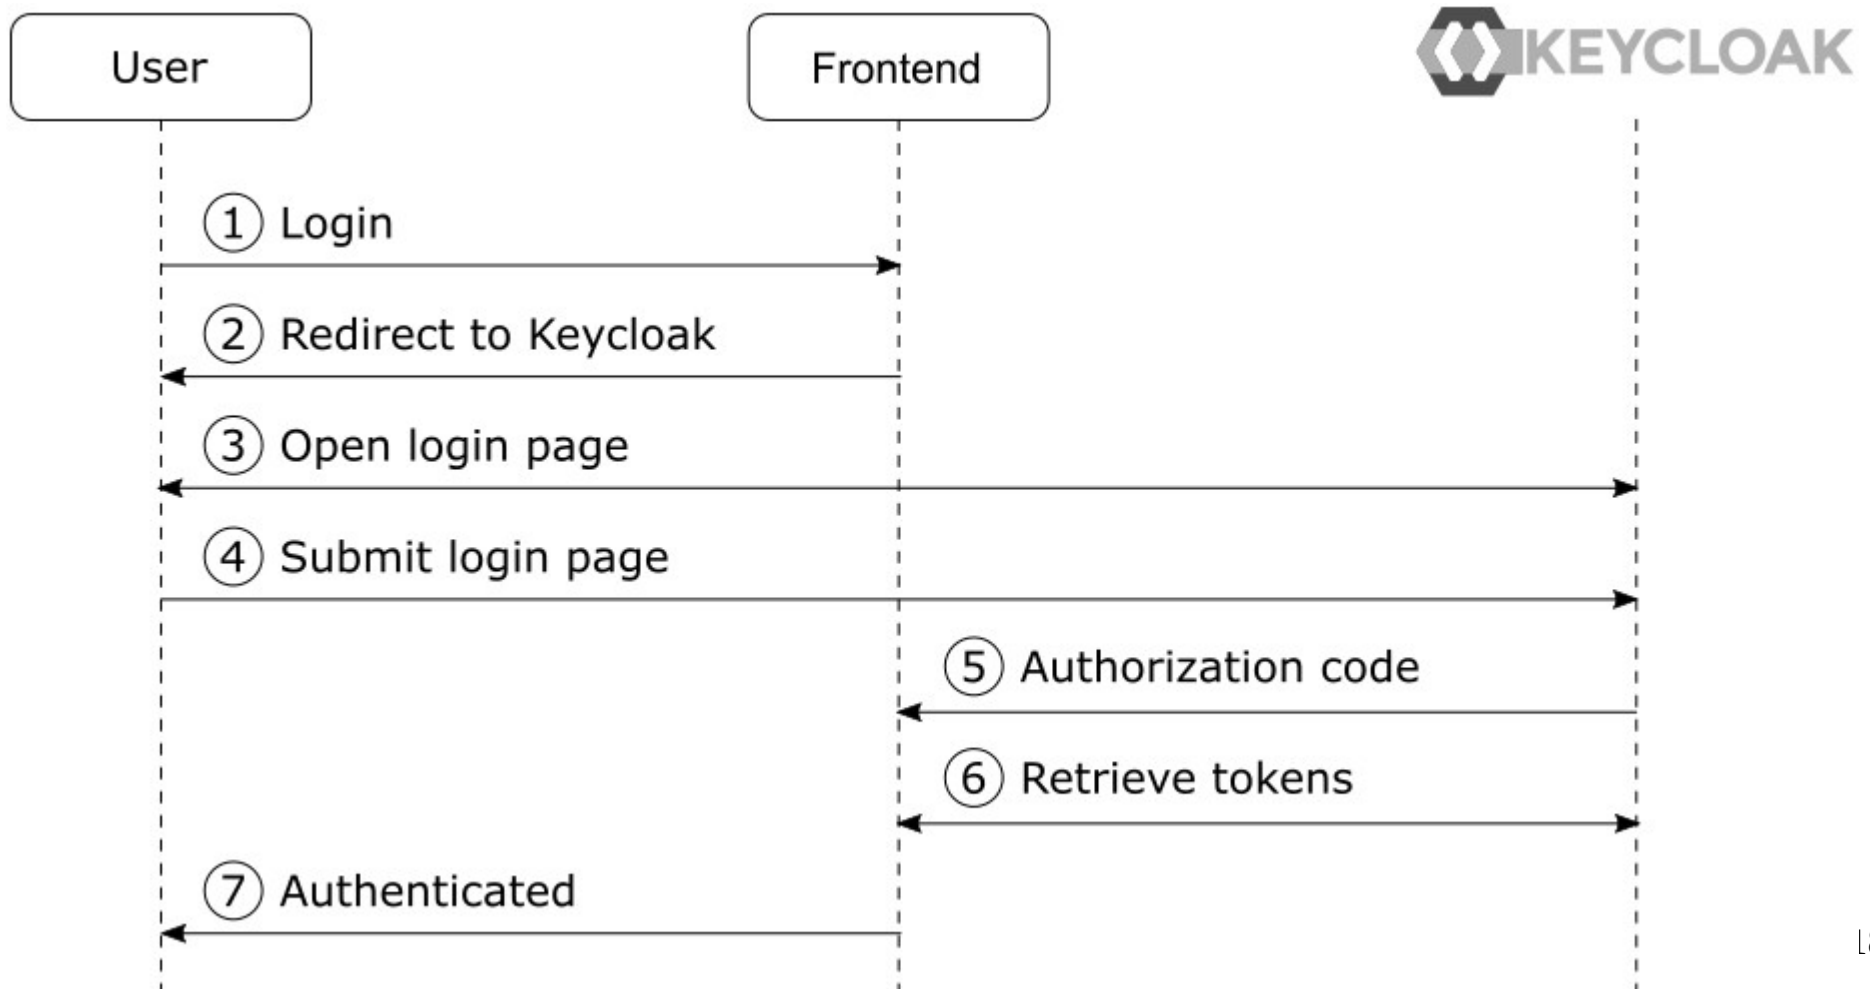 User
Frontend
KEYCLOAK
1 Login
2 Redirect to Keycloak
3 Open login page
4 Submit login page
5 Authorization code
6 Retrieve tokens
7 Authenticated